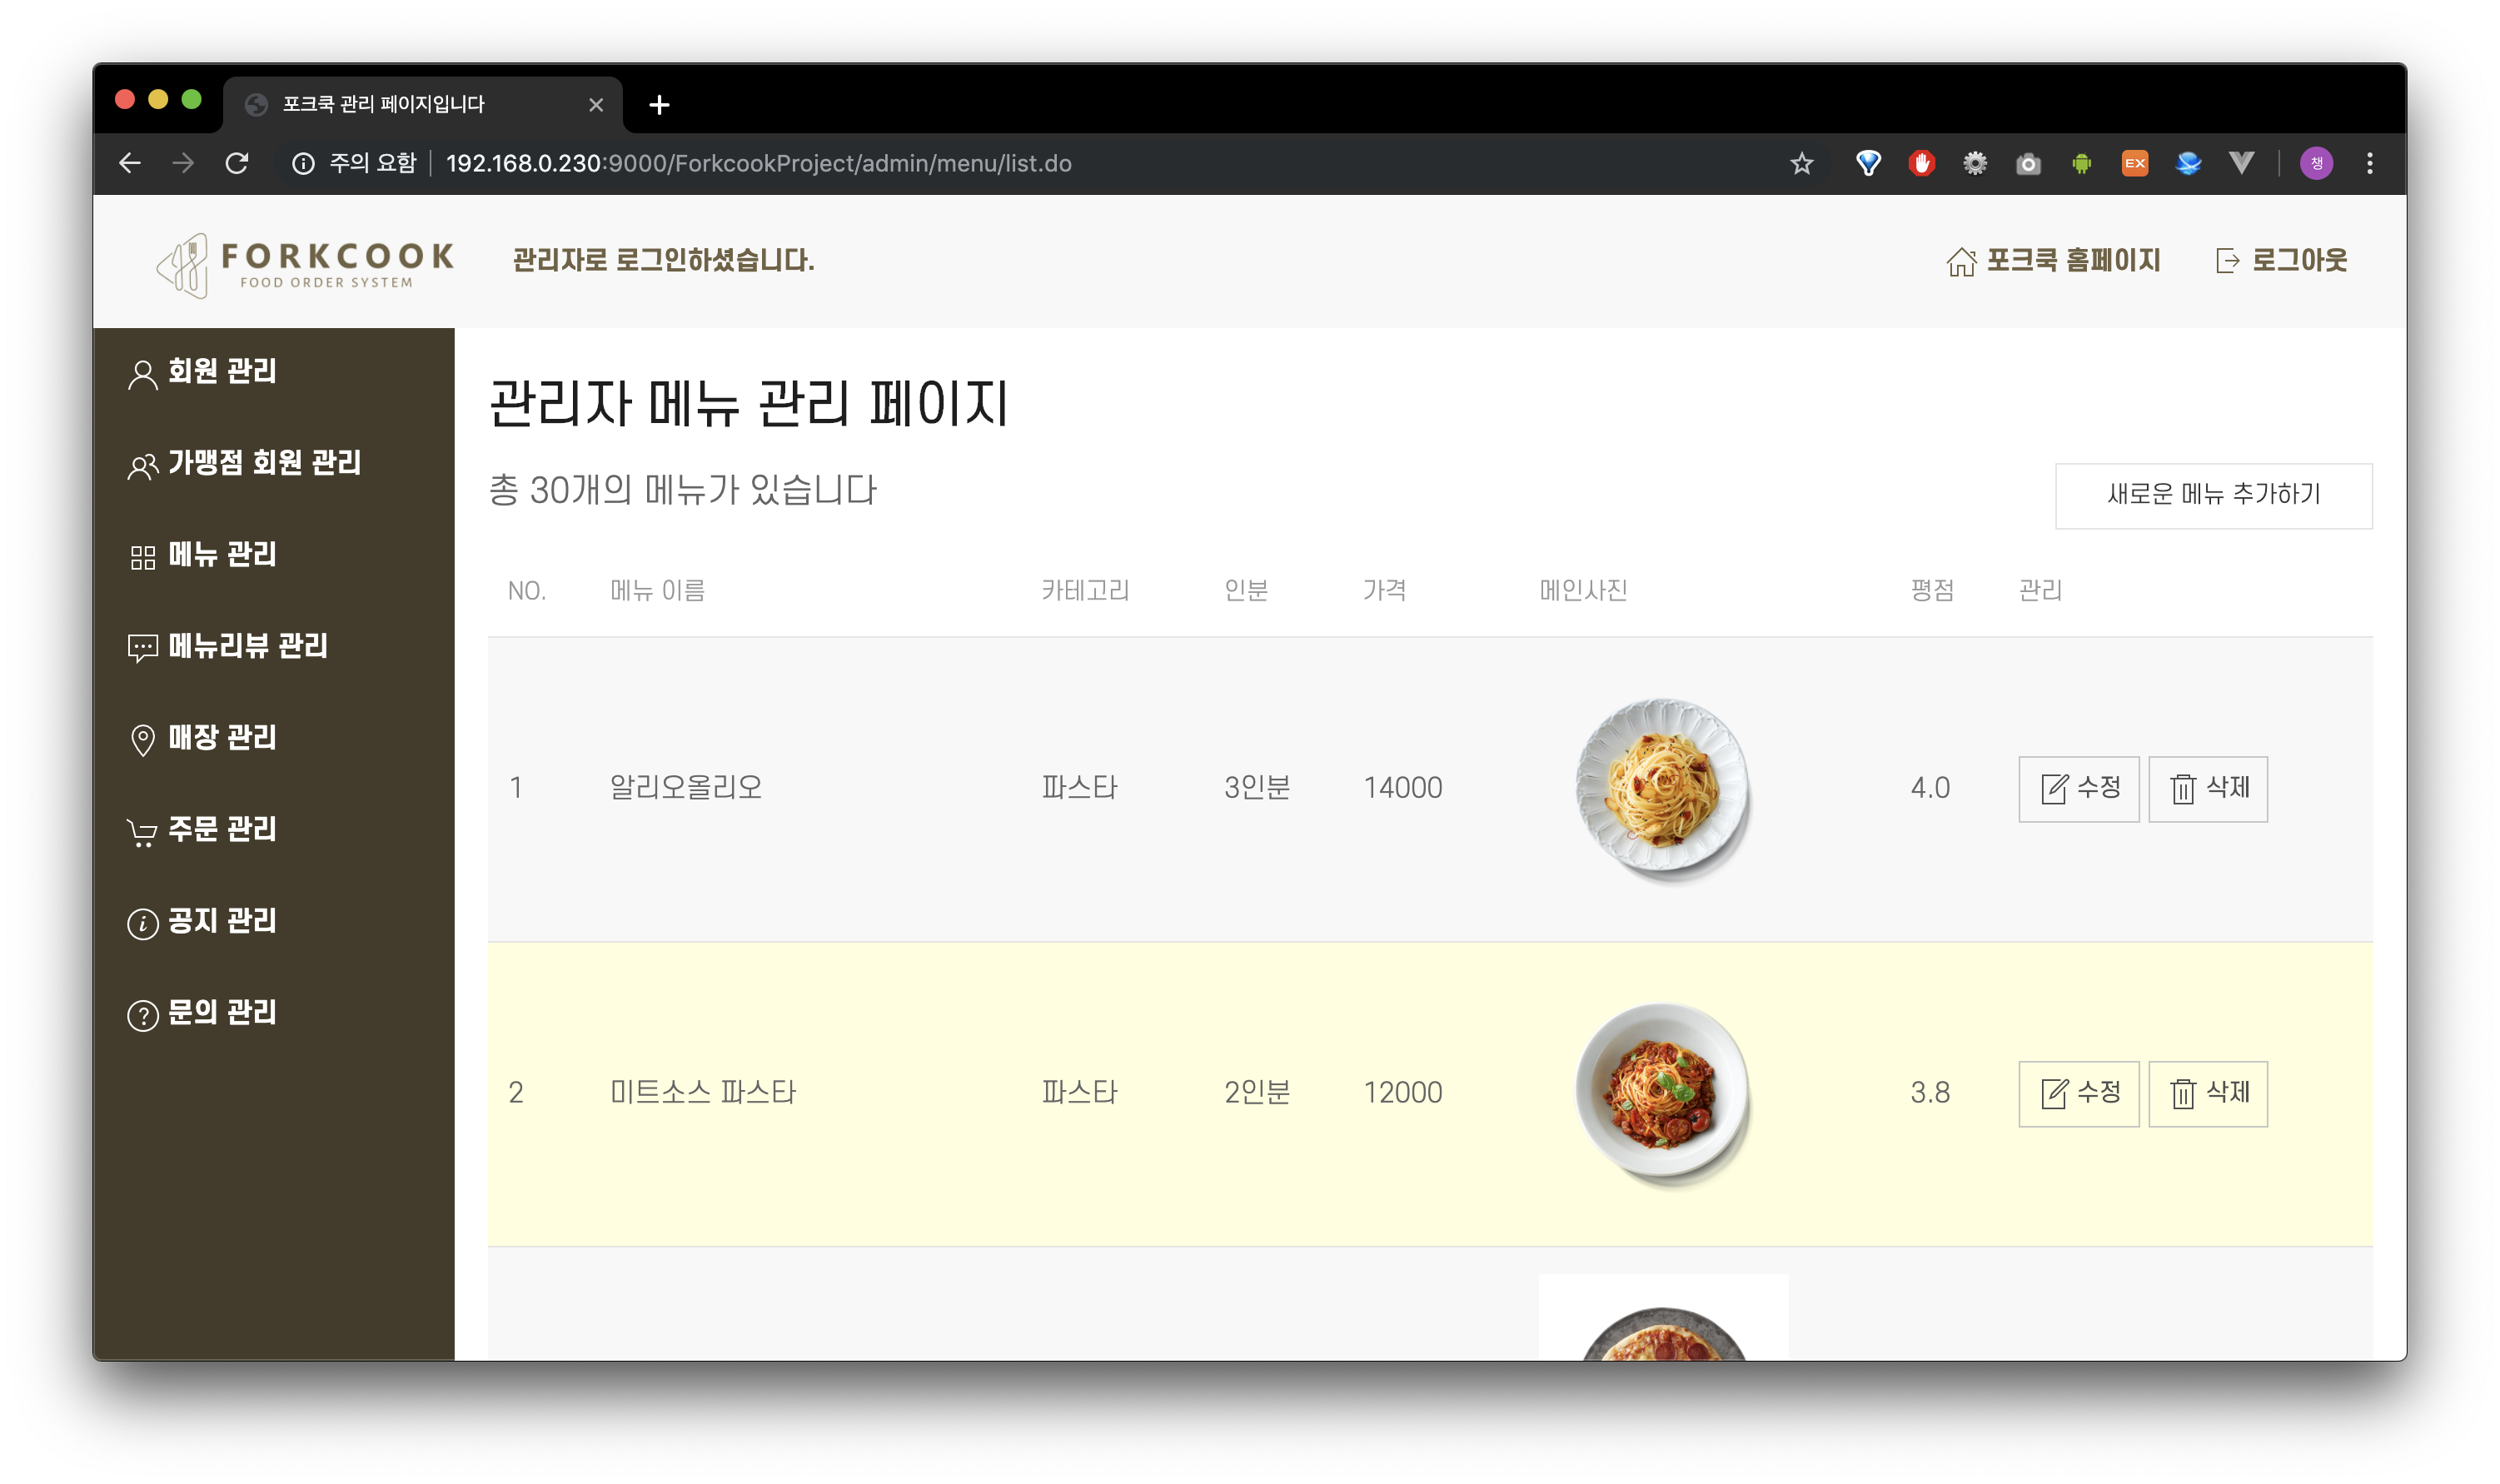 포크쿡 관리 페이지입니다
주의 요함 192.168.0.230:9000/ForkcookProject/admin/menu/list.do
EX
챙
FORKCOOK
FOOD ORDER SYSTEM
관리자로 로그인하셨습니다.
포크쿡 홈페이지
로그아웃
회원 관리
가맹점 회원 관리
메뉴 관리
메뉴리뷰 관리
매장 관리
주문 관리
공지 관리
문의 관리
관리자 메뉴 관리 페이지
총 30개의 메뉴가 있습니다
새로운 메뉴 추가하기
NO. 메뉴 이름 카테고리 인분 가격 메인사진 평점 관리
1 알리오올리오 파스타 3인분 14000 4.0 수정 삭제
2 미트소스 파스타 파스타 2인분 12000 3.8 수정 삭제